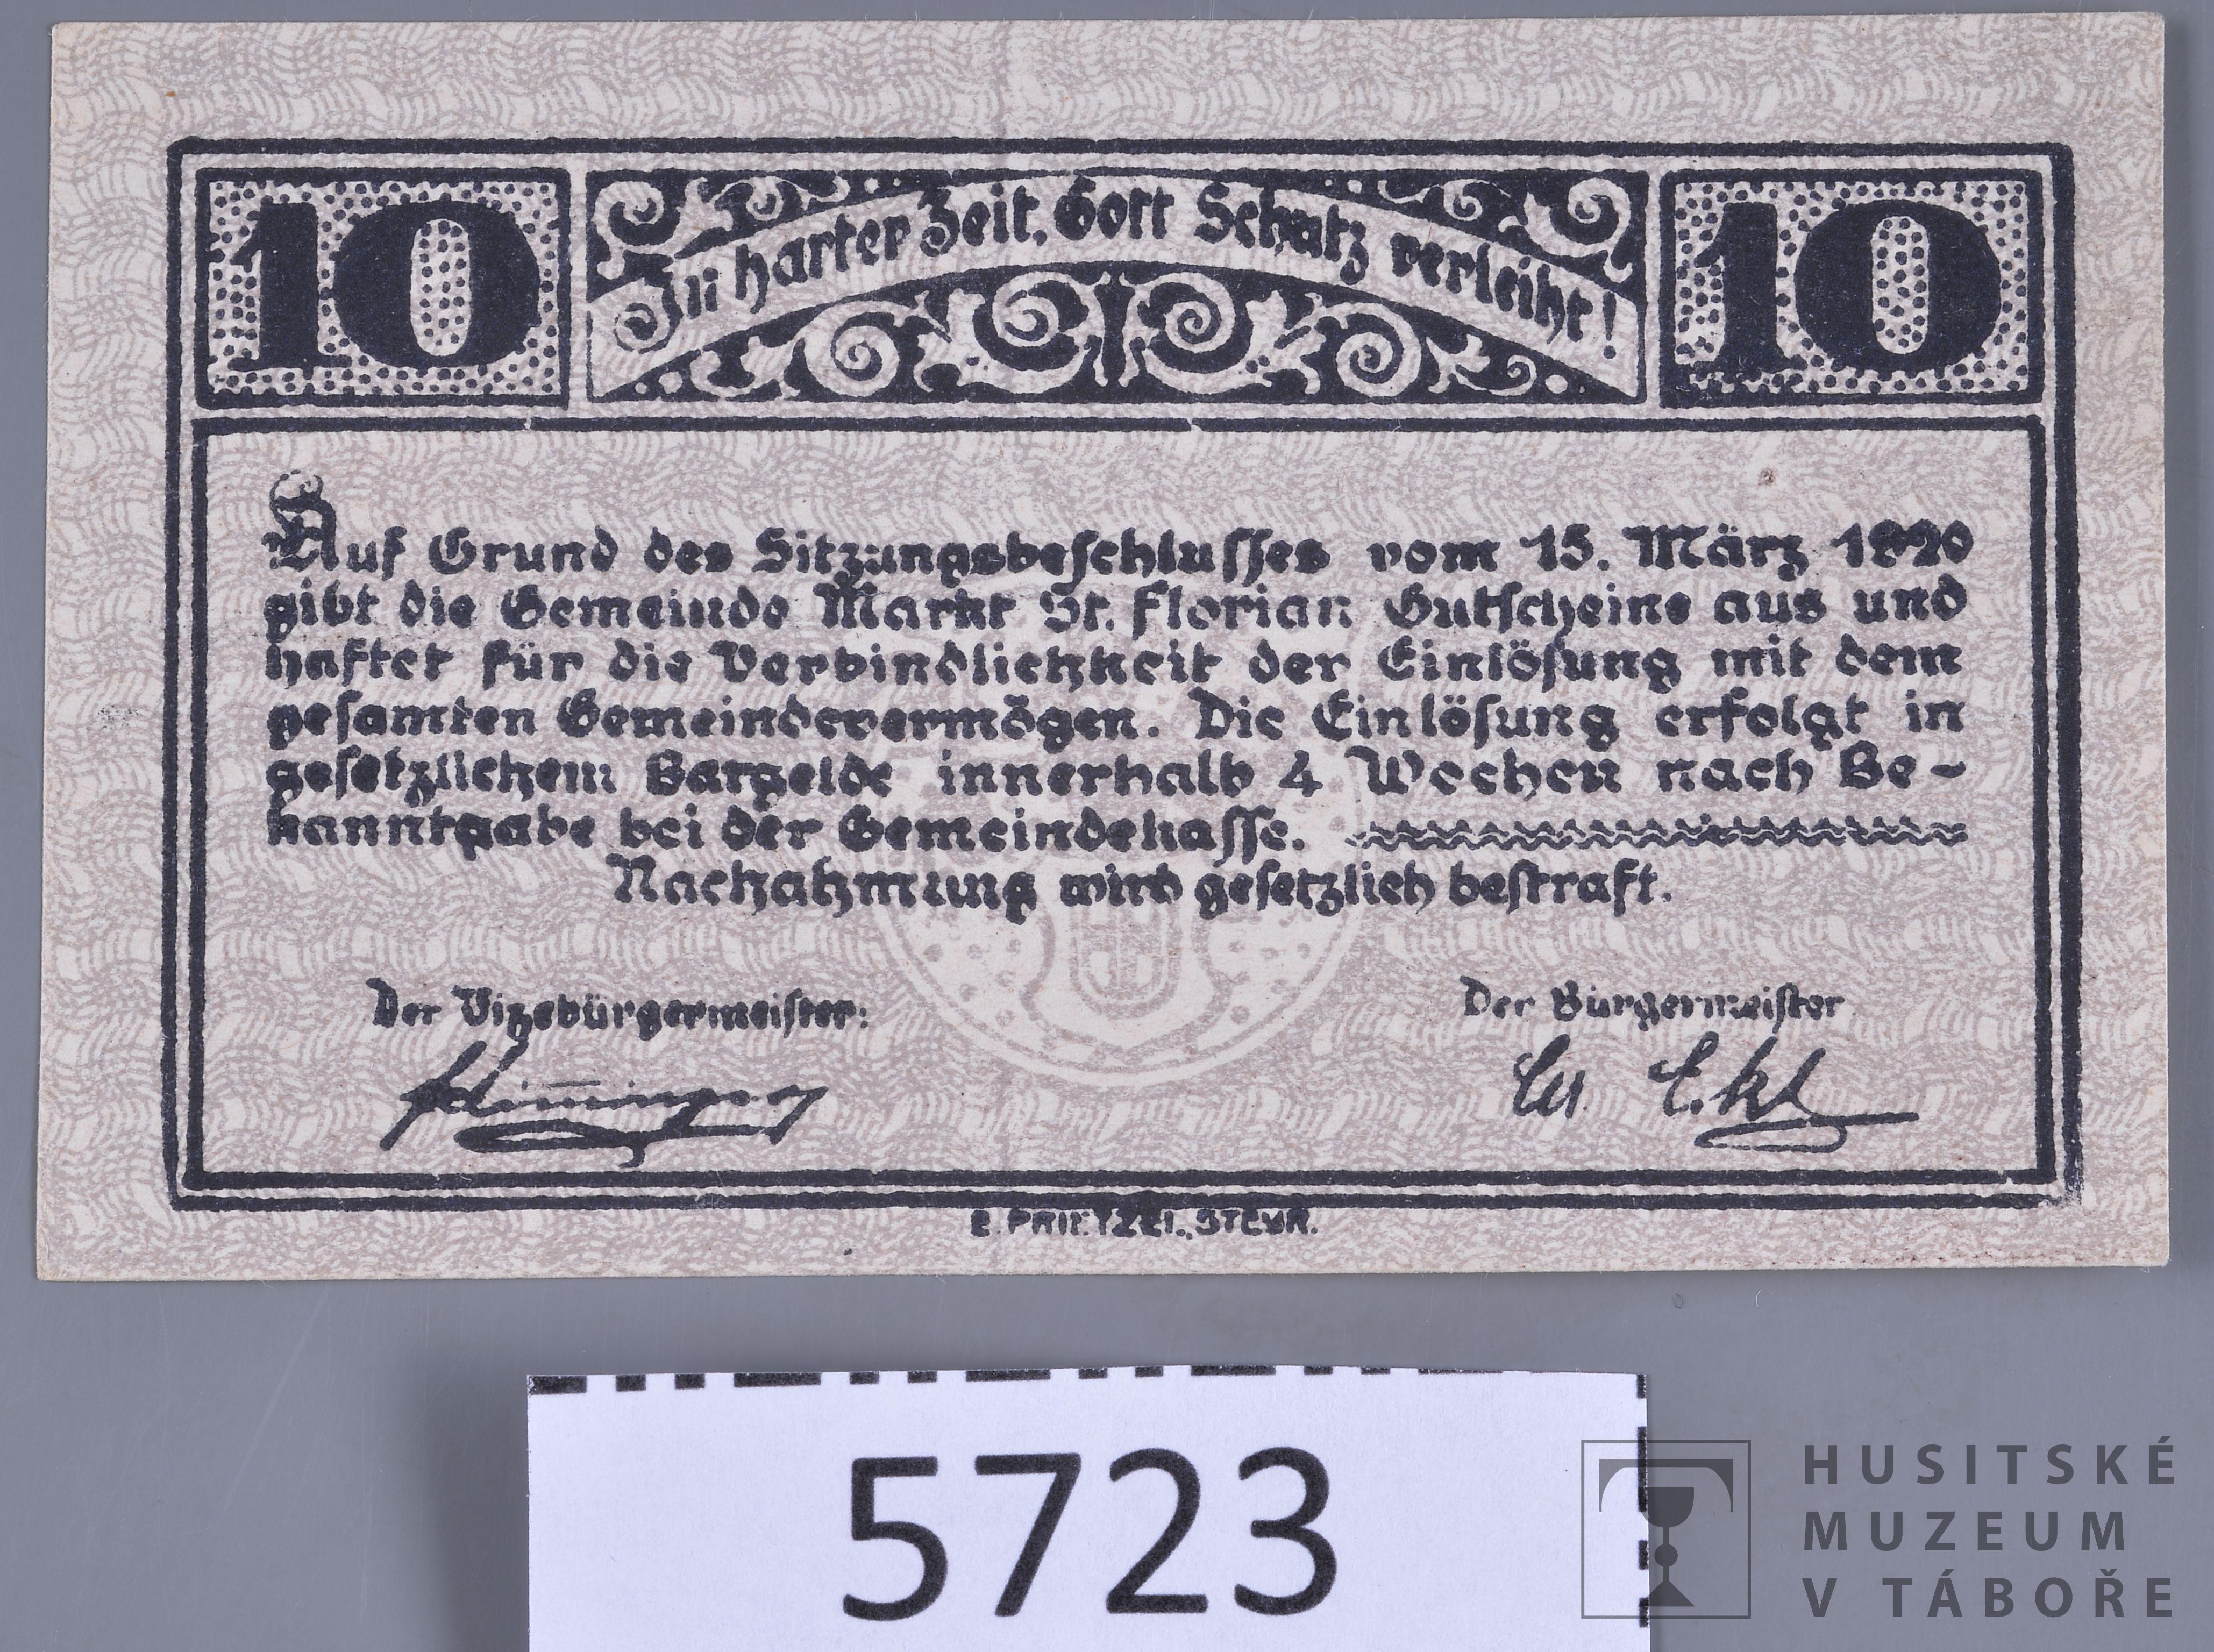 10
In harter Zeit, Gott Schutz verleiht!
10
Auf Grund des Sitzungsbeschlusses vom 15. März 1920
gibt die Gemeinde Markt St. Florian Gutscheine aus und
haftet für die Verbindlichkeit der Einlösung mit dem
gesamten Gemeindevermögen. Die Einlösung erfolgt in
gesetzlichem Bargelde innerhalb 4 Wochen nach Be-
kanntgabe bei der Gemeindekasse.
Nachahmung wird gesetzlich bestraft.
Der Vizebürgermeister:
Der Bürgermeister
E. PRIETZEL, STEYR.
5723
HUSITSKÉ
MUZEUM
V TÁBOŘE